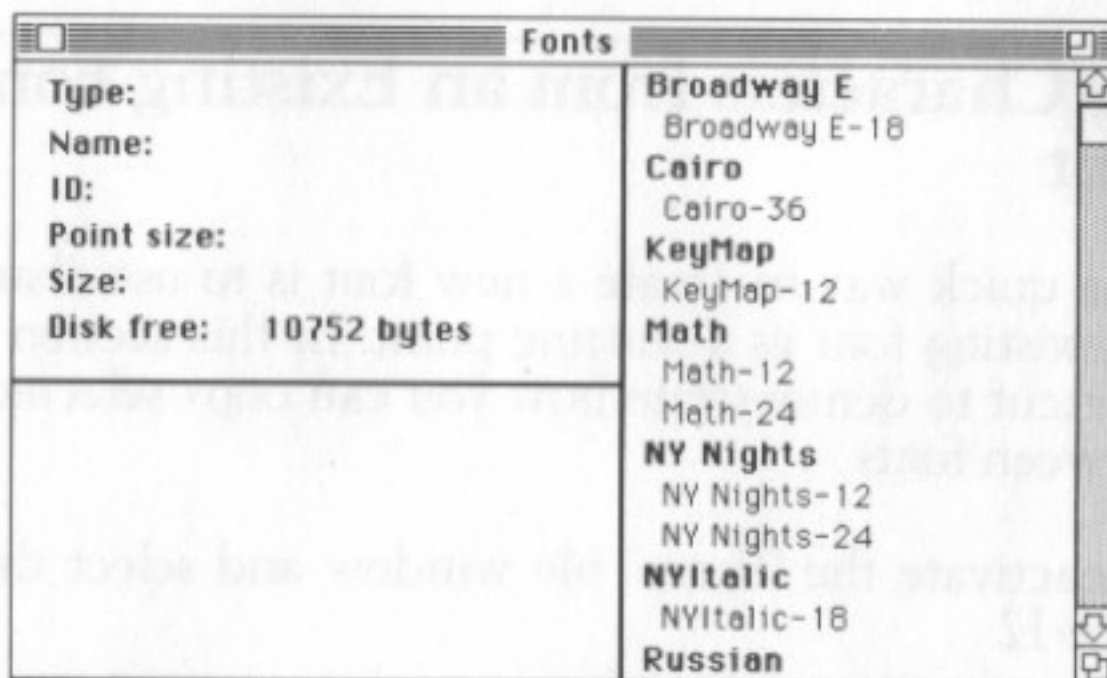 Fonts
Type:
Name:
ID:
Point size:
Size:
Disk free: 10752 bytes
Broadway E
Broadway E-18
Cairo
Cairo-36
KeyMap
KeyMap-12
Math
Math-12
Math-24
NY Nights
NY Nights-12
NY Nights-24
NYItalic
NYItalic-18
Russian